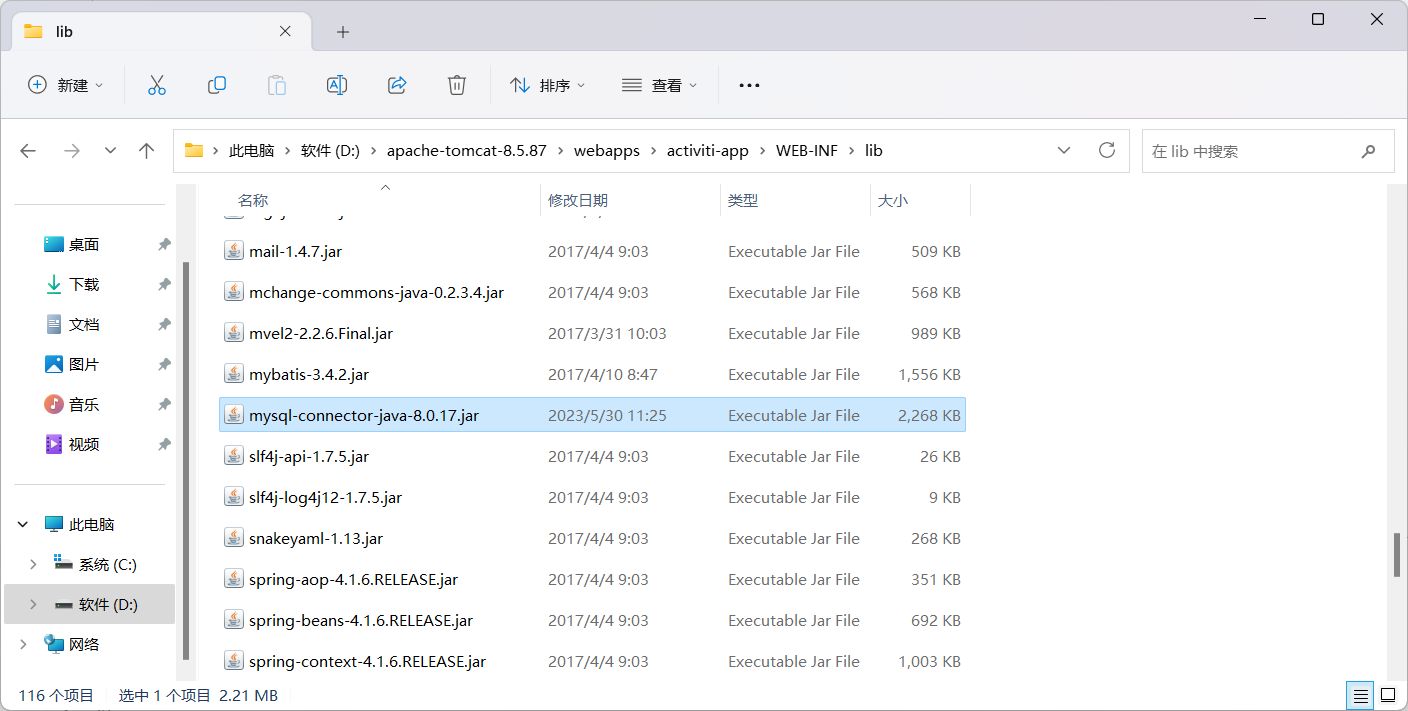 lib
新建
排序
查看
此电脑 软件 (D:) apache-tomcat-8.5.87 webapps activiti-app WEB-INF lib
在 lib 中搜索
桌面
下载
文档
图片
音乐
视频
此电脑
系统 (C:)
软件 (D:)
网络
名称 修改日期 类型 大小
mail-1.4.7.jar 2017/4/4 9:03 Executable Jar File 509 KB
mchange-commons-java-0.2.3.4.jar 2017/4/4 9:03 Executable Jar File 568 KB
mvel2-2.2.6.Final.jar 2017/3/31 10:03 Executable Jar File 989 KB
mybatis-3.4.2.jar 2017/4/10 8:47 Executable Jar File 1,556 KB
mysql-connector-java-8.0.17.jar 2023/5/30 11:25 Executable Jar File 2,268 KB
slf4j-api-1.7.5.jar 2017/4/4 9:03 Executable Jar File 26 KB
slf4j-log4j12-1.7.5.jar 2017/4/4 9:03 Executable Jar File 9 KB
snakeyaml-1.13.jar 2017/4/4 9:03 Executable Jar File 268 KB
spring-aop-4.1.6.RELEASE.jar 2017/4/4 9:03 Executable Jar File 351 KB
spring-beans-4.1.6.RELEASE.jar 2017/4/4 9:03 Executable Jar File 692 KB
spring-context-4.1.6.RELEASE.jar 2017/4/4 9:03 Executable Jar File 1,003 KB
116 个项目 选中 1 个项目 2.21 MB